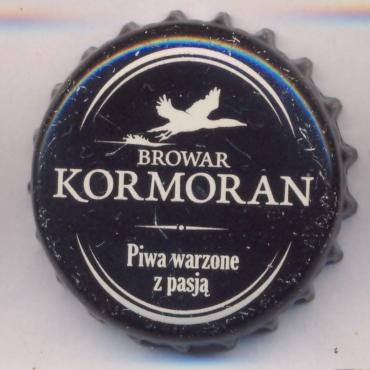 BROWAR
KORMORAN
Piwa warzone
z pasją